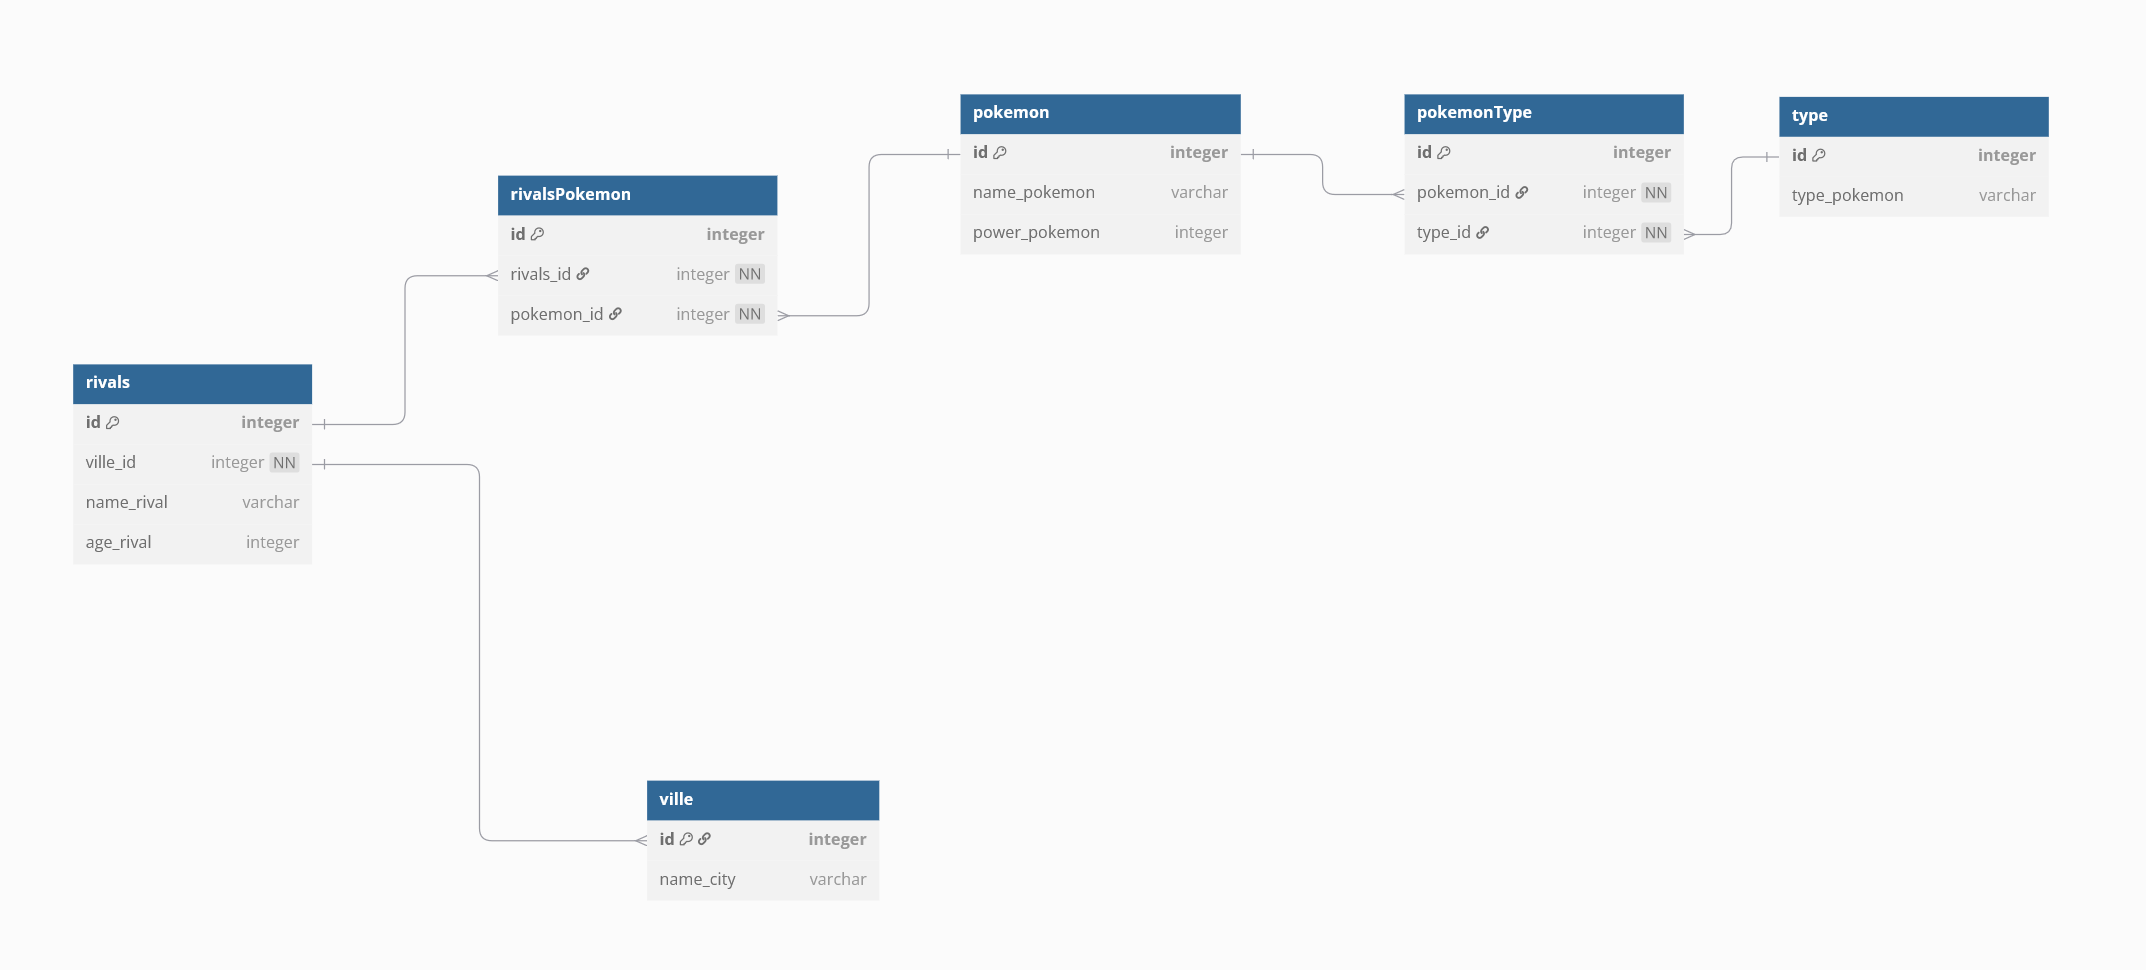 pokemon
id integer
name_pokemon varchar
power_pokemon integer
pokemonType
id integer
pokemon_id integer NN
type_id integer NN
type
id integer
type_pokemon varchar
rivalsPokemon
id integer
rivals_id integer NN
pokemon_id integer NN
rivals
id integer
ville_id integer NN
name_rival varchar
age_rival integer
ville
id integer
name_city varchar